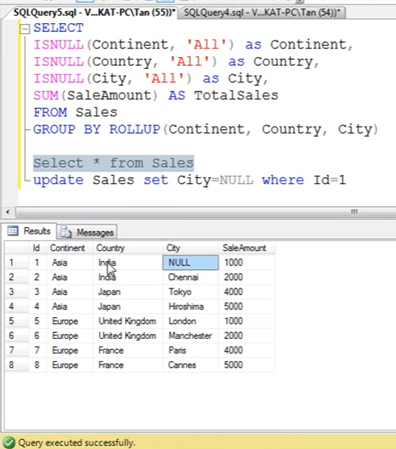 SQLQuery5.sql - V...KAT-PC\Tan (55))* SQLQuery4.sql - V...KAT-PC\Tan (54))*
SELECT
ISNULL(Continent, 'All') as Continent,
ISNULL(Country, 'All') as Country,
ISNULL(City, 'All') as City,
SUM(SaleAmount) AS TotalSales
FROM Sales
GROUP BY ROLLUP(Continent, Country, City)
Select * from Sales
update Sales set City=NULL where Id=1
Results Messages
Id Continent Country City SaleAmount
1 1 Asia India NULL 1000
2 2 Asia India Chennai 2000
3 3 Asia Japan Tokyo 4000
4 4 Asia Japan Hiroshima 5000
5 5 Europe United Kingdom London 1000
6 6 Europe United Kingdom Manchester 2000
7 7 Europe France Paris 4000
8 8 Europe France Cannes 5000
Query executed successfully.